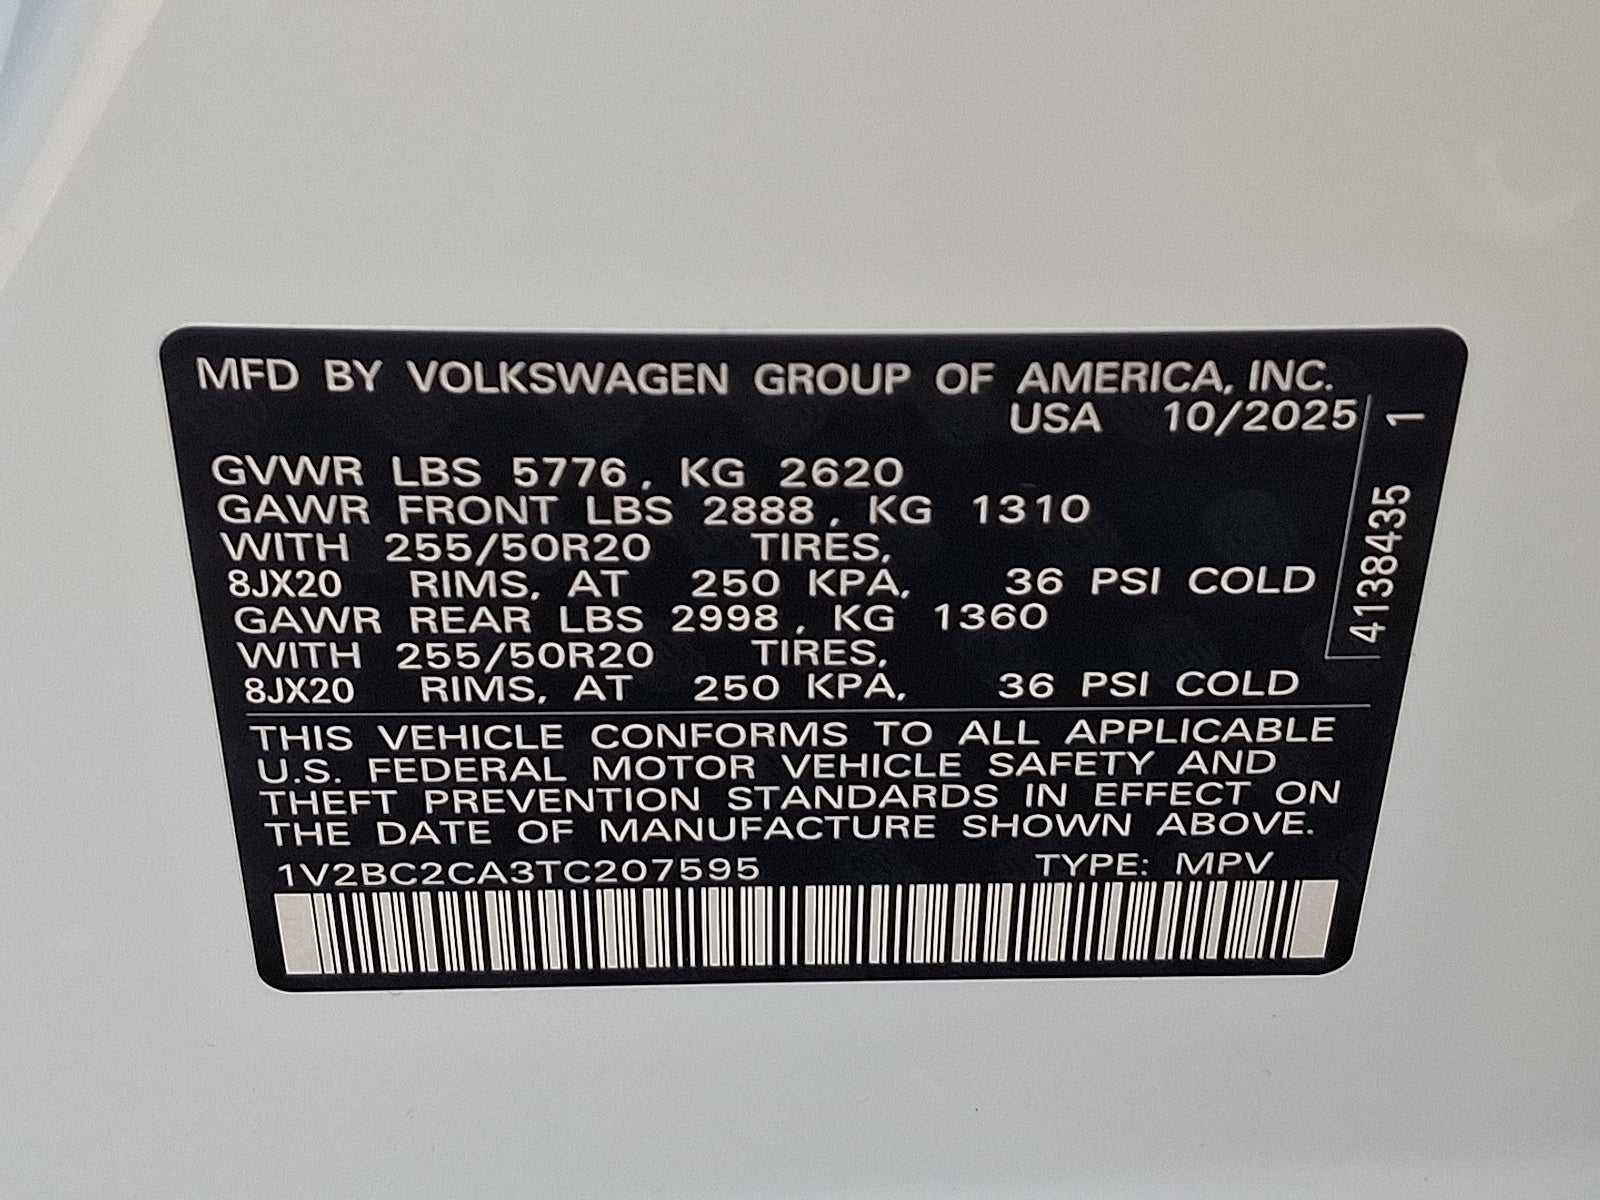 MFD BY VOLKSWAGEN GROUP OF AMERICA, INC.
USA 10/2025
GVWR LBS 5776, KG 2620
GAWR FRONT LBS 2888, KG 1310
WITH 255/50R20 TIRES,
8JX20 RIMS, AT 250 KPA, 36 PSI COLD
GAWR REAR LBS 2998, KG 1360
WITH 255/50R20 TIRES,
8JX20 RIMS, AT 250 KPA, 36 PSI COLD
41384435 1
THIS VEHICLE CONFORMS TO ALL APPLICABLE
U.S. FEDERAL MOTOR VEHICLE SAFETY AND
THEFT PREVENTION STANDARDS IN EFFECT ON
THE DATE OF MANUFACTURE SHOWN ABOVE.
1V2BC2CA3TC207595 TYPE: MPV